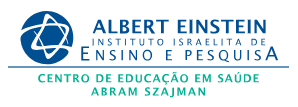 ALBERT EINSTEIN
INSTITUTO ISRAELITA DE
ENSINO E PESQUISA
CENTRO DE EDUCAÇÃO EM SAÚDE
ABRAM SZAJMAN